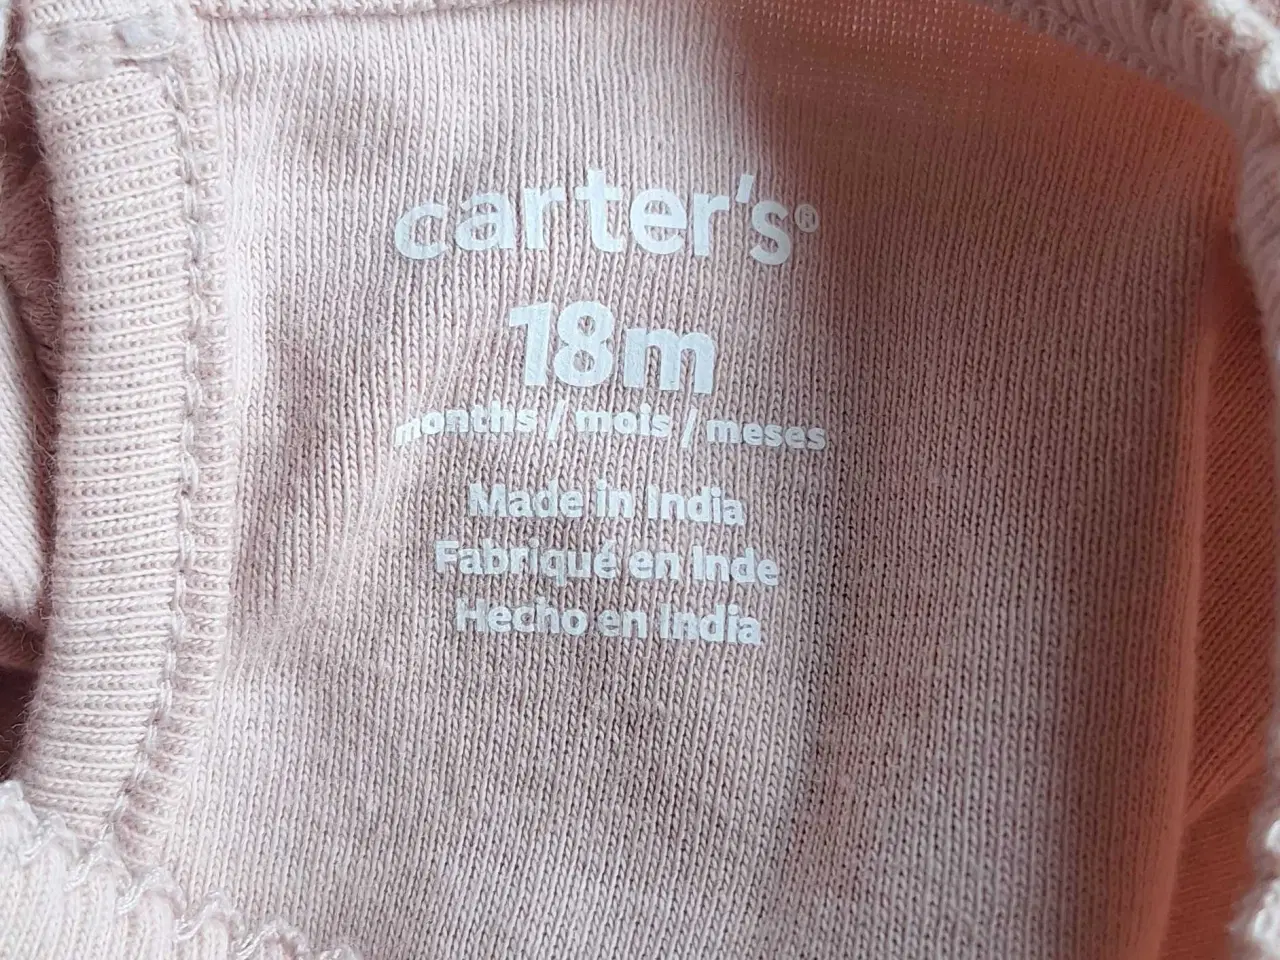 carter's®
18m
months / mois / meses
Made in India
Fabriqué en Inde
Hecho en India